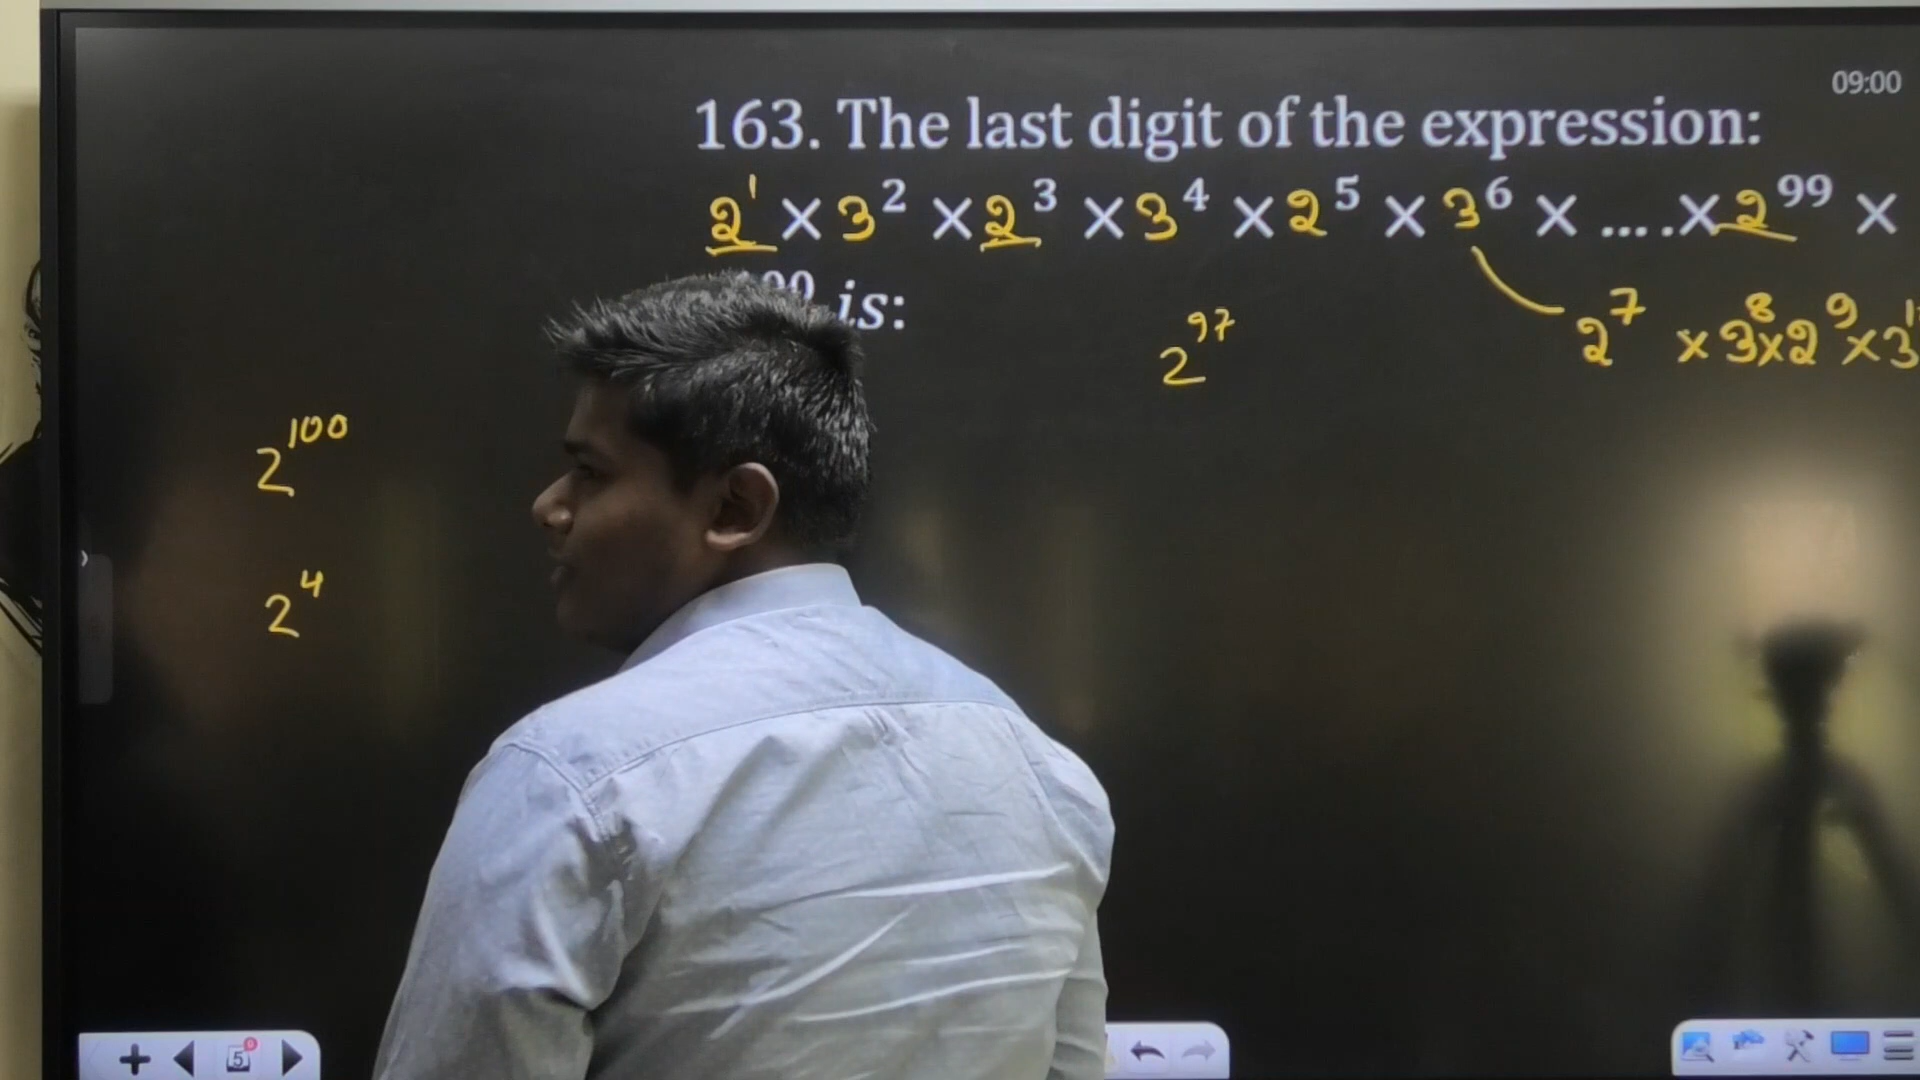 09:00
163. The last digit of the expression:
2¹ × 3² × 2³ × 3⁴ × 2⁵ × 3⁶ × ....× 2⁹⁹ ×
is:
2⁹⁷
2⁷ × 3⁸ × 2⁹ × 3
2¹⁰⁰
2⁴
5